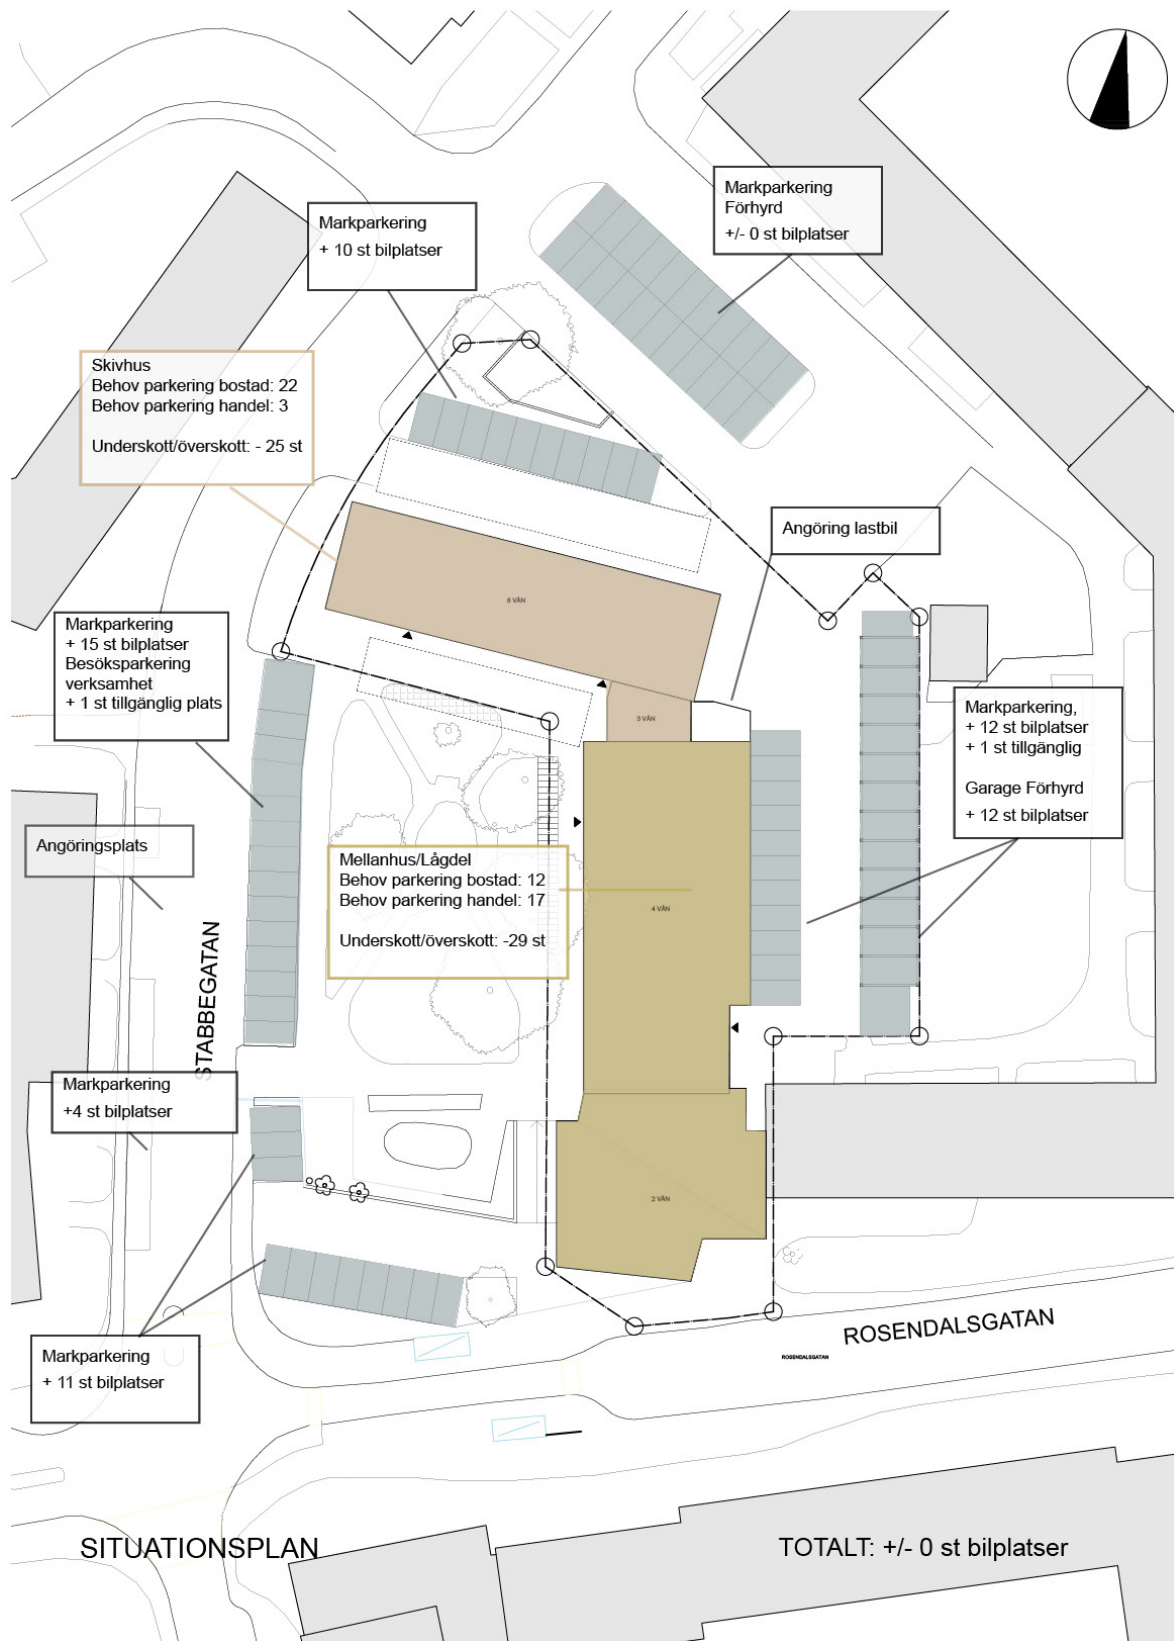 Markparkering
Förhyrd
+/- 0 st bilplatser
Markparkering
+ 10 st bilplatser
Skivhus
Behov parkering bostad: 22
Behov parkering handel: 3
Underskott/överskott: - 25 st
Angöring lastbil
8 VÅN
Markparkering
+ 15 st bilplatser
Besöksparkering
verksamhet
+ 1 st tillgänglig plats
3 VÅN
Markparkering,
+ 12 st bilplatser
+ 1 st tillgänglig
Garage Förhyrd
+ 12 st bilplatser
Angöringsplats
Mellanhus/Lågdel
Behov parkering bostad: 12
Behov parkering handel: 17
Underskott/överskott: -29 st
4 VÅN
STABBEGATAN
Markparkering
+4 st bilplatser
2 VÅN
Markparkering
+ 11 st bilplatser
ROSENDALSGATAN
ROSENDALSGATAN
SITUATIONSPLAN
TOTALT: +/- 0 st bilplatser